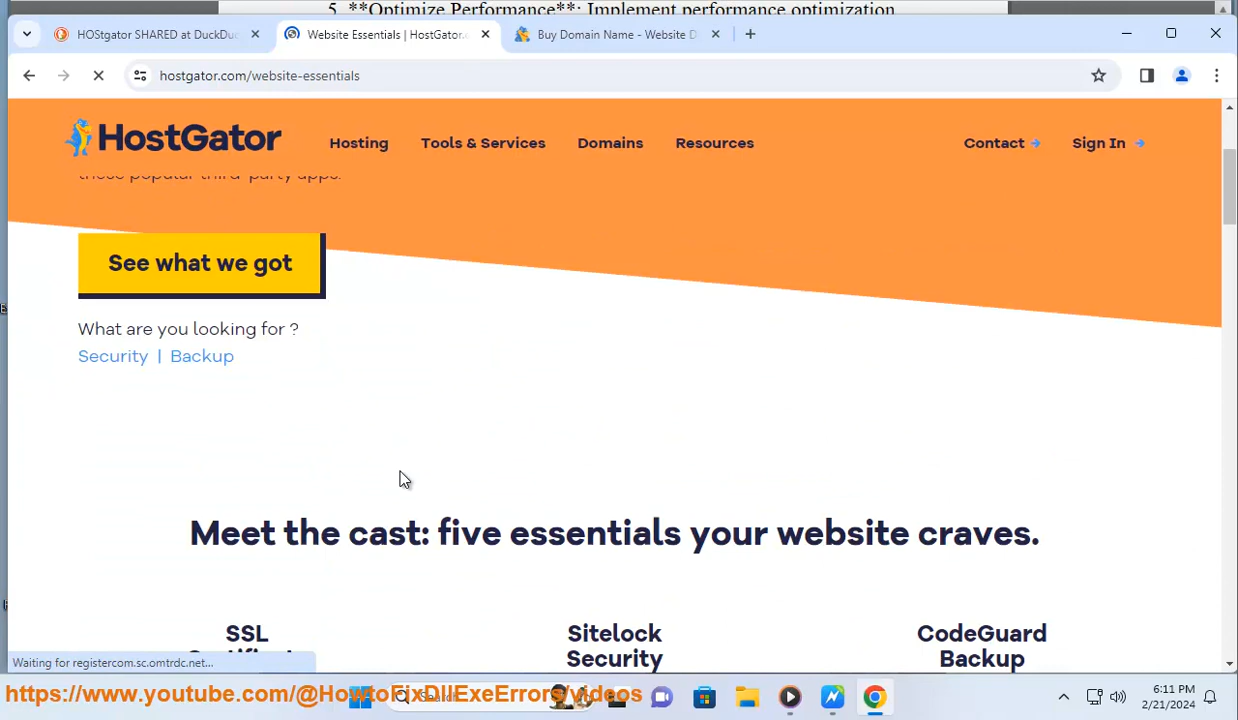 5. **Optimize Performance**: Implement performance optimization
HOStgator SHARED at DuckDuc
Website Essentials | HostGator.
Buy Domain Name - Website D
hostgator.com/website-essentials
HostGator
Hosting
Tools & Services
Domains
Resources
Contact
Sign In
these popular third-party apps.
See what we got
What are you looking for ?
Security | Backup
Meet the cast: five essentials your website craves.
SSL
Sitelock
Security
CodeGuard
Backup
Waiting for registercom.sc.omtrdc.net...
https://www.youtube.com/@HowtoFixDllExeErrors/videos
Search
6:11 PM
2/21/2024